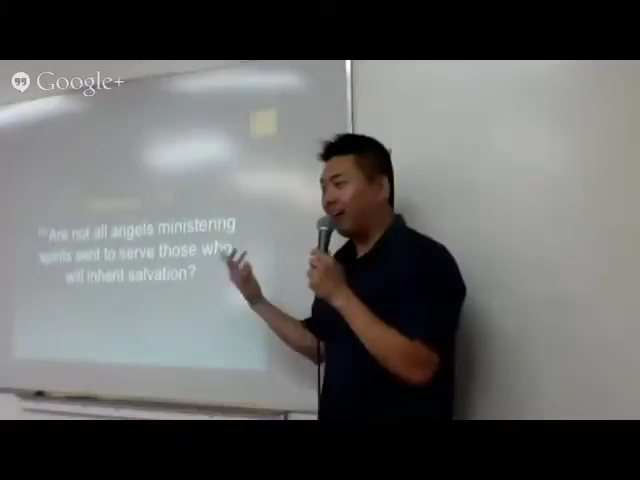 Google+
Are not all angels ministering
spirits sent to serve those who
will inherit salvation?